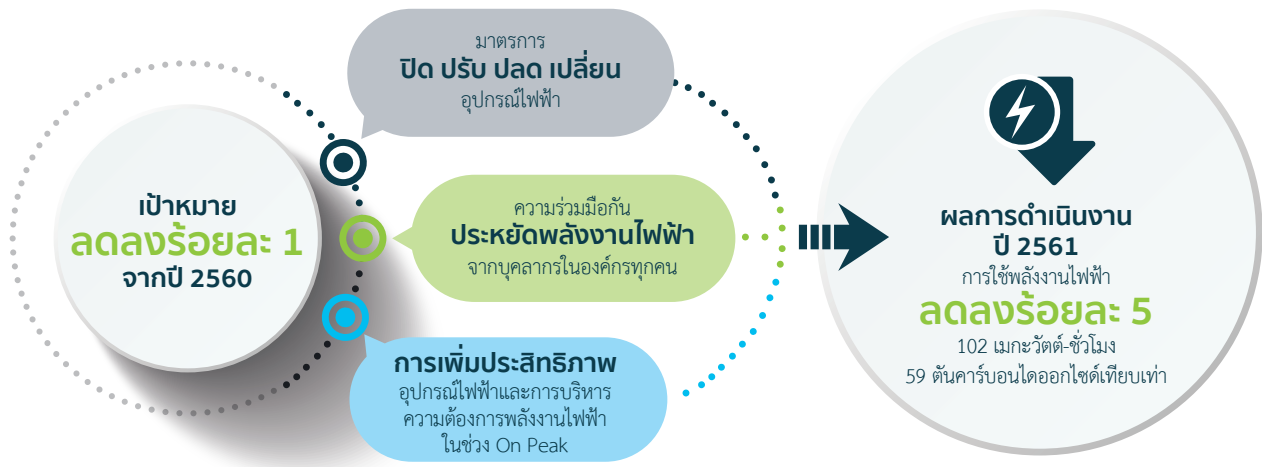 เป้าหมาย
ลดลงร้อยละ 1
จากปี 2560
มาตรการ
ปิด ปรับ ปลด เปลี่ยน
อุปกรณ์ไฟฟ้า
ความร่วมมือกัน
ประหยัดพลังงานไฟฟ้า
จากบุคลากรในองค์กรทุกคน
การเพิ่มประสิทธิภาพ
อุปกรณ์ไฟฟ้าและการบริหาร
ความต้องการพลังงานไฟฟ้า
ในช่วง On Peak
ผลการดำเนินงาน
ปี 2561
การใช้พลังงานไฟฟ้า
ลดลงร้อยละ 5
102 เมกะวัตต์-ชั่วโมง
59 ตันคาร์บอนไดออกไซด์เทียบเท่า